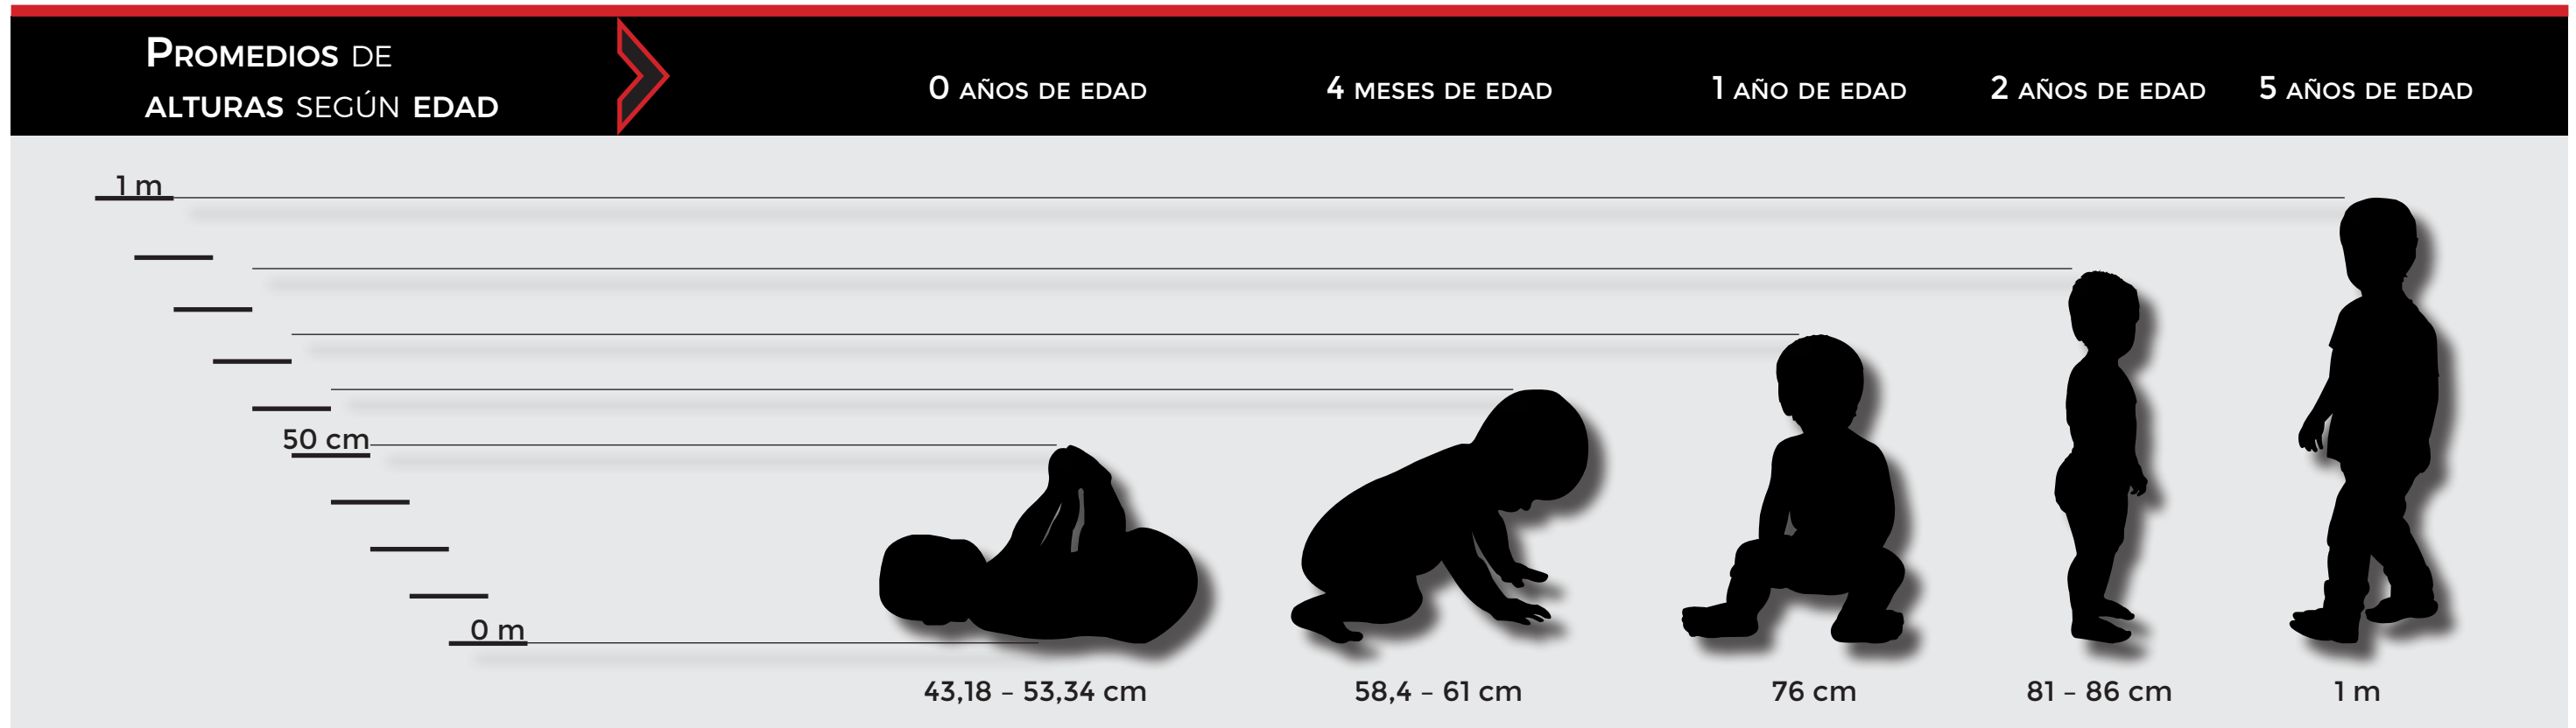 PROMEDIOS DE
ALTURAS SEGÚN EDAD
0 AÑOS DE EDAD
4 MESES DE EDAD
1 AÑO DE EDAD
2 AÑOS DE EDAD
5 AÑOS DE EDAD
1 m
50 cm
0 m
43,18 – 53,34 cm
58,4 – 61 cm
76 cm
81 – 86 cm
1 m